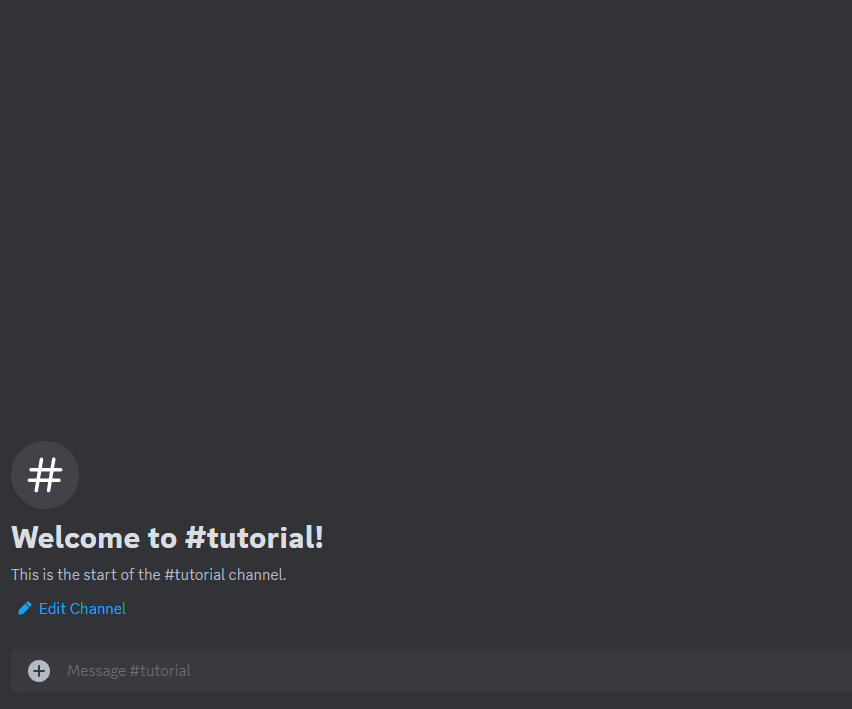 #
Welcome to #tutorial!
This is the start of the #tutorial channel.
Edit Channel
Message #tutorial